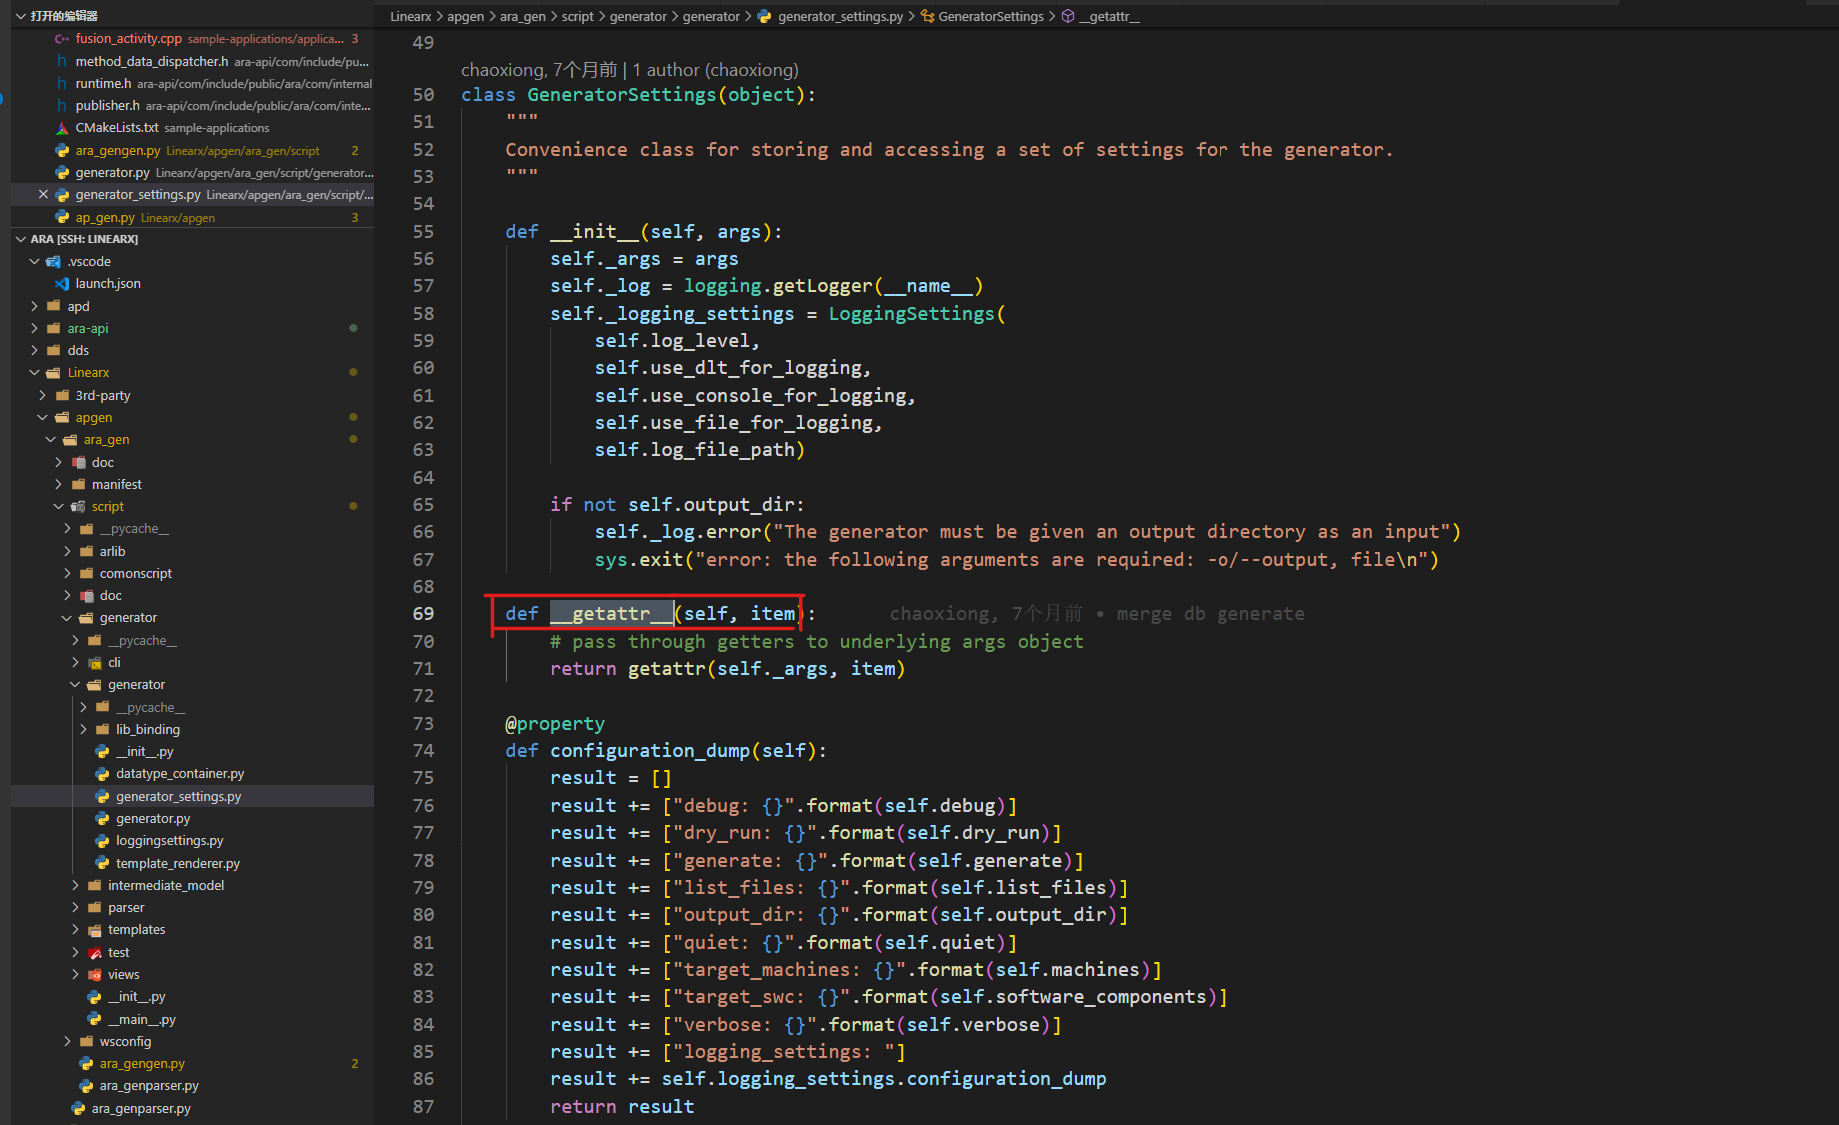 打开的编辑器
fusion_activity.cpp sample-applications/applica... 3
method_data_dispatcher.h ara-api/com/include/pu...
runtime.h ara-api/com/include/public/ara/com/internal
publisher.h ara-api/com/include/public/ara/com/inte...
CMakeLists.txt sample-applications
ara_gengen.py Linearx/apgen/ara_gen/script 2
generator.py Linearx/apgen/ara_gen/script/generator...
generator_settings.py Linearx/apgen/ara_gen/script/...
ap_gen.py Linearx/apgen 3
ARA [SSH: LINEARX]
.vscode
launch.json
apd
ara-api
dds
Linearx
3rd-party
apgen
ara_gen
doc
manifest
script
__pycache__
arlib
comonscript
doc
generator
__pycache__
cli
generator
__pycache__
lib_binding
__init__.py
datatype_container.py
generator_settings.py
generator.py
loggingsettings.py
template_renderer.py
intermediate_model
parser
templates
test
views
__init__.py
__main__.py
wsconfig
ara_gengen.py 2
ara_genparser.py
ara_genparser.py
Linearx > apgen > ara_gen > script > generator > generator > generator_settings.py > GeneratorSettings > __getattr__
49
chaoxiong, 7个月前 | 1 author (chaoxiong)
50 class GeneratorSettings(object):
51 """
52 Convenience class for storing and accessing a set of settings for the generator.
53 """
54
55 def __init__(self, args):
56 self._args = args
57 self._log = logging.getLogger(__name__)
58 self._logging_settings = LoggingSettings(
59 self.log_level,
60 self.use_dlt_for_logging,
61 self.use_console_for_logging,
62 self.use_file_for_logging,
63 self.log_file_path)
64
65 if not self.output_dir:
66 self._log.error("The generator must be given an output directory as an input")
67 sys.exit("error: the following arguments are required: -o/--output, file\n")
68
69 def __getattr__(self, item): chaoxiong, 7个月前 • merge db generate
70 # pass through getters to underlying args object
71 return getattr(self._args, item)
72
73 @property
74 def configuration_dump(self):
75 result = []
76 result += ["debug: {}".format(self.debug)]
77 result += ["dry_run: {}".format(self.dry_run)]
78 result += ["generate: {}".format(self.generate)]
79 result += ["list_files: {}".format(self.list_files)]
80 result += ["output_dir: {}".format(self.output_dir)]
81 result += ["quiet: {}".format(self.quiet)]
82 result += ["target_machines: {}".format(self.machines)]
83 result += ["target_swc: {}".format(self.software_components)]
84 result += ["verbose: {}".format(self.verbose)]
85 result += ["logging_settings: "]
86 result += self.logging_settings.configuration_dump
87 return result